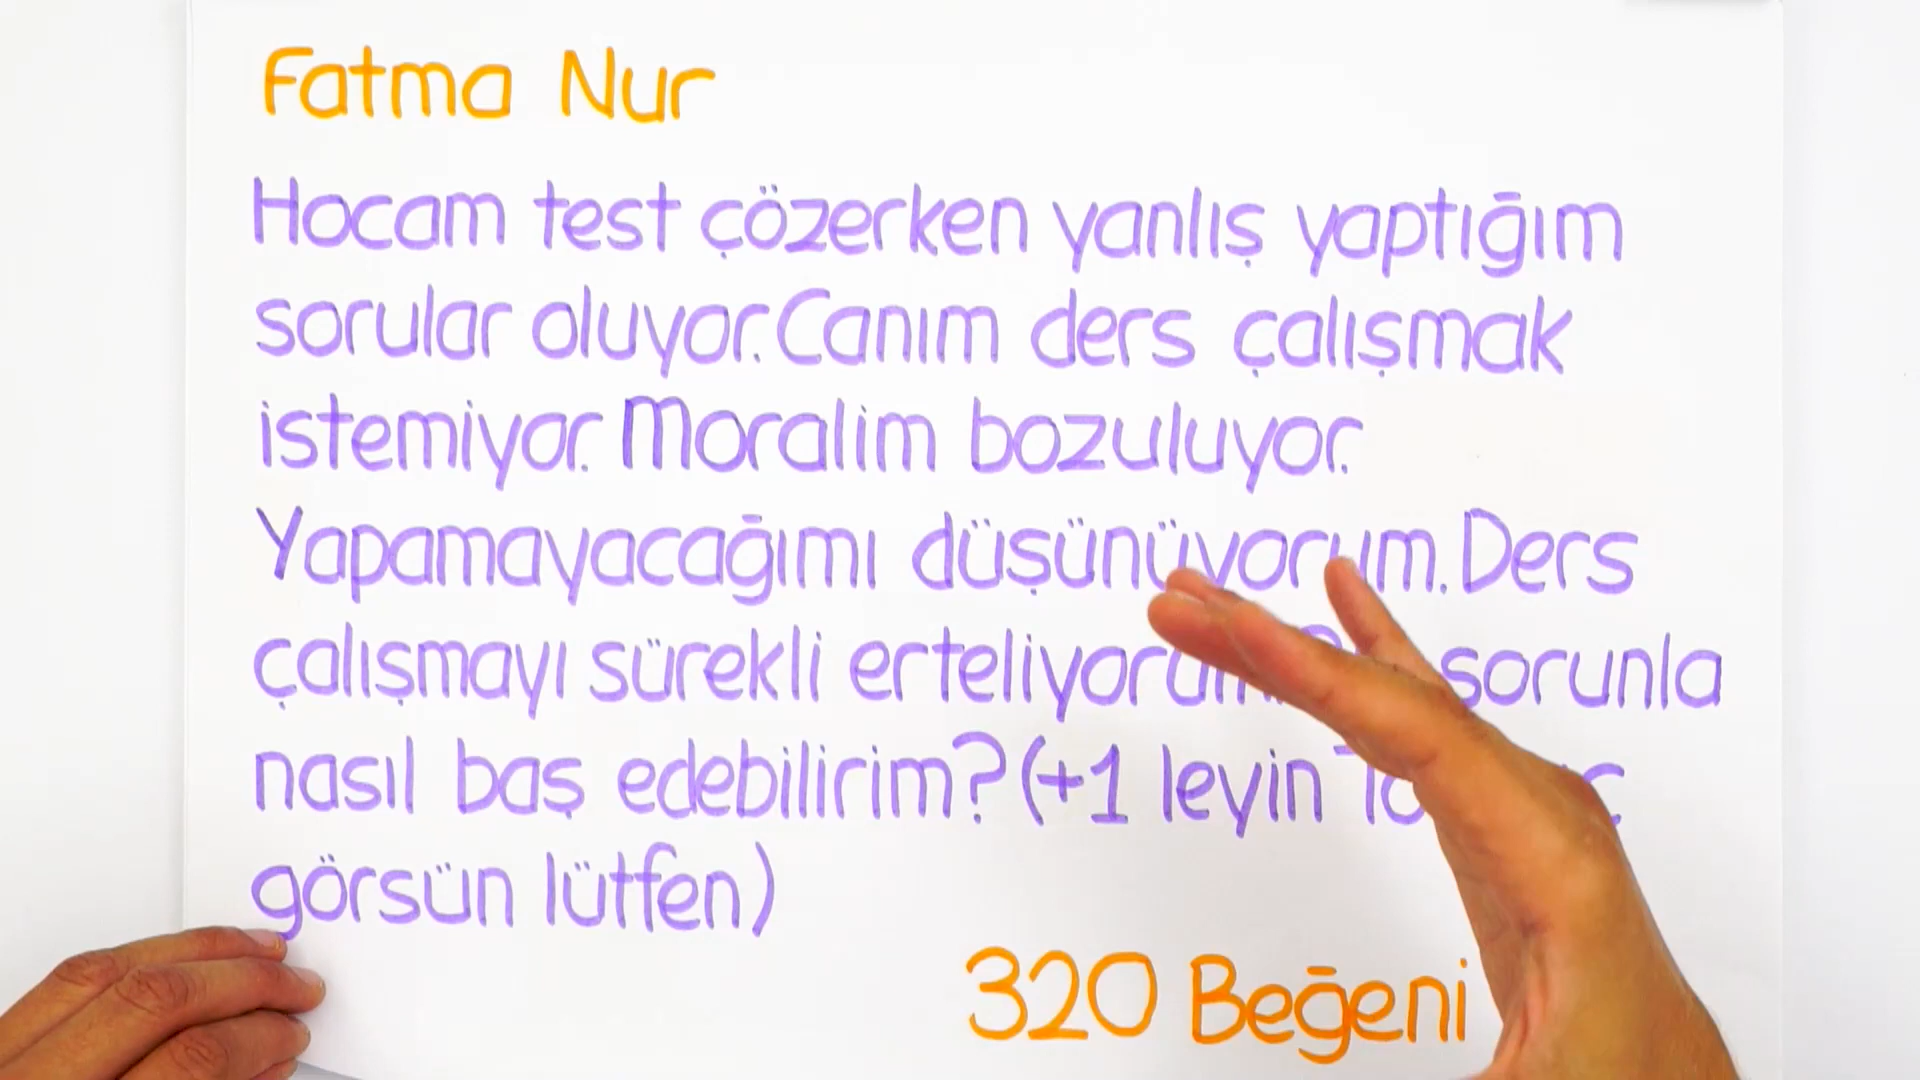 Fatma Nur
Hocam test çözerken yanlış yaptığım
sorular oluyor. Canım ders çalışmak
istemiyor. Moralim bozuluyor.
Yapamayacağımı düşünüyorum. Ders
çalışmayı sürekli erteliyorum. sorunla
nasıl baş edebilirim? (+1 leyin
görsün lütfen)
320 Beğeni